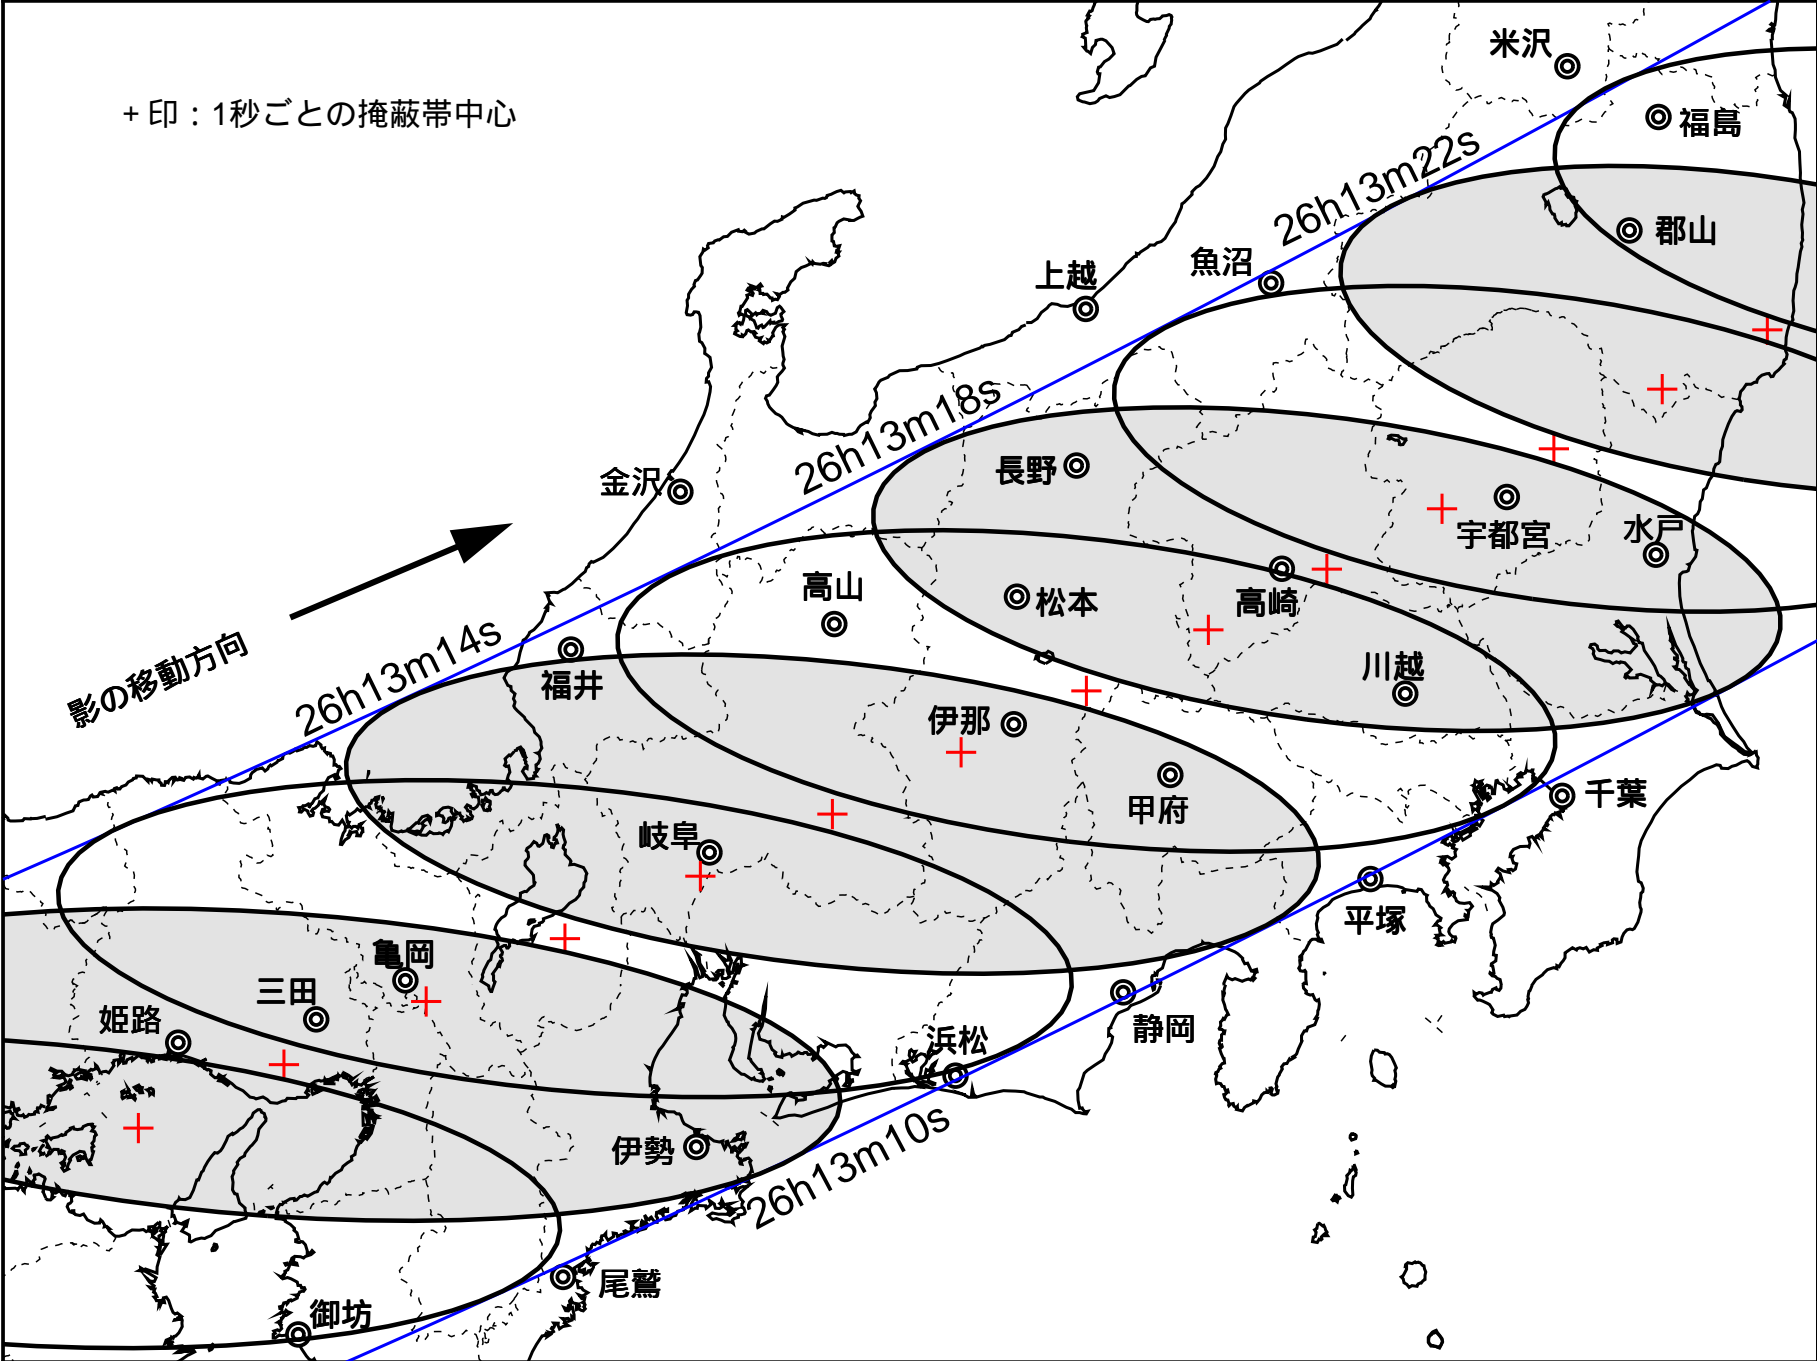 米沢
+ 印：1秒ごとの掩蔽帯中心
福島
26h13m22s
郡山
魚沼
上越
26h13m18s
長野
金沢
宇都宮
水戸
高山
松本
高崎
影の移動方向
26h13m14s
福井
川越
伊那
甲府
千葉
岐阜
平塚
亀岡
三田
姫路
静岡
浜松
伊勢
26h13m10s
尾鷲
御坊